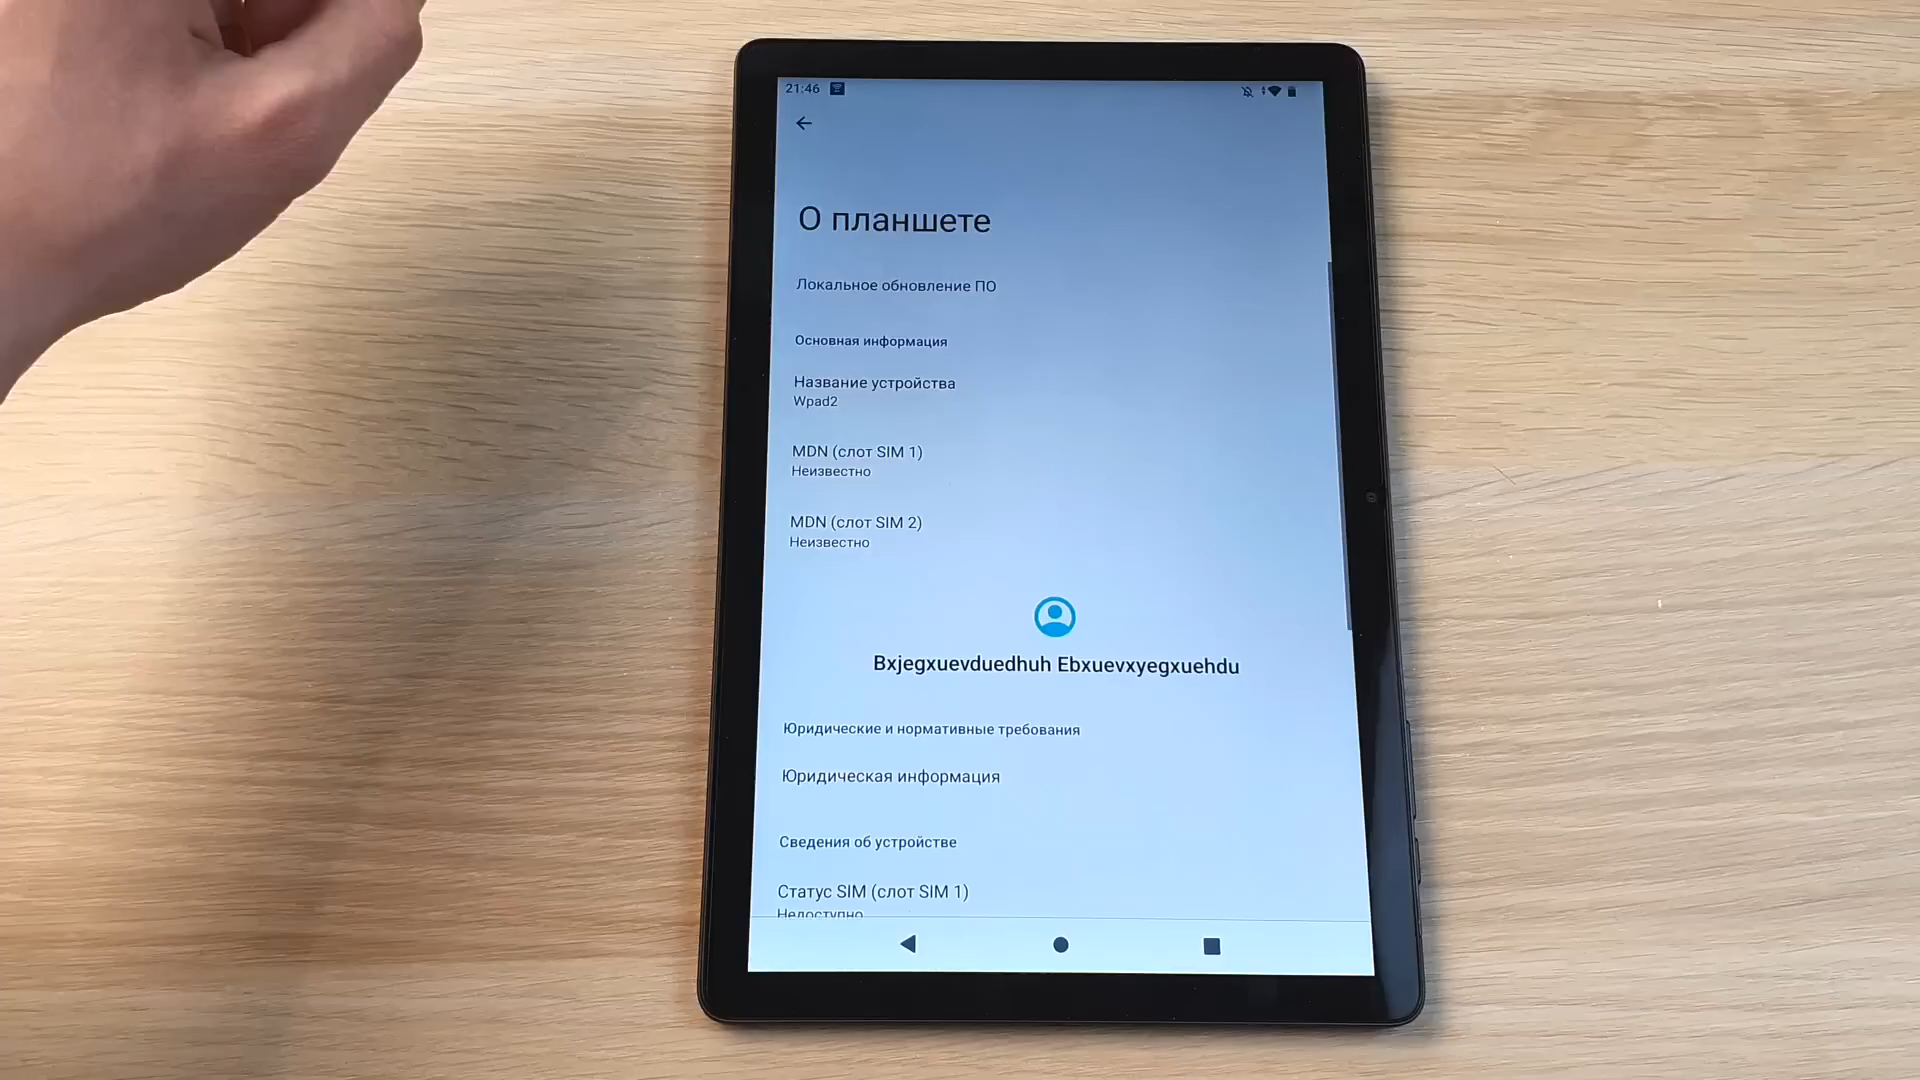 21:46
О планшете
Локальное обновление ПО
Основная информация
Название устройства
Wpad2
MDN (слот SIM 1)
Неизвестно
MDN (слот SIM 2)
Неизвестно
Bxjegxuevduedhuh Ebxuevxyegxuehdu
Юридические и нормативные требования
Юридическая информация
Сведения об устройстве
Статус SIM (слот SIM 1)
Недоступно